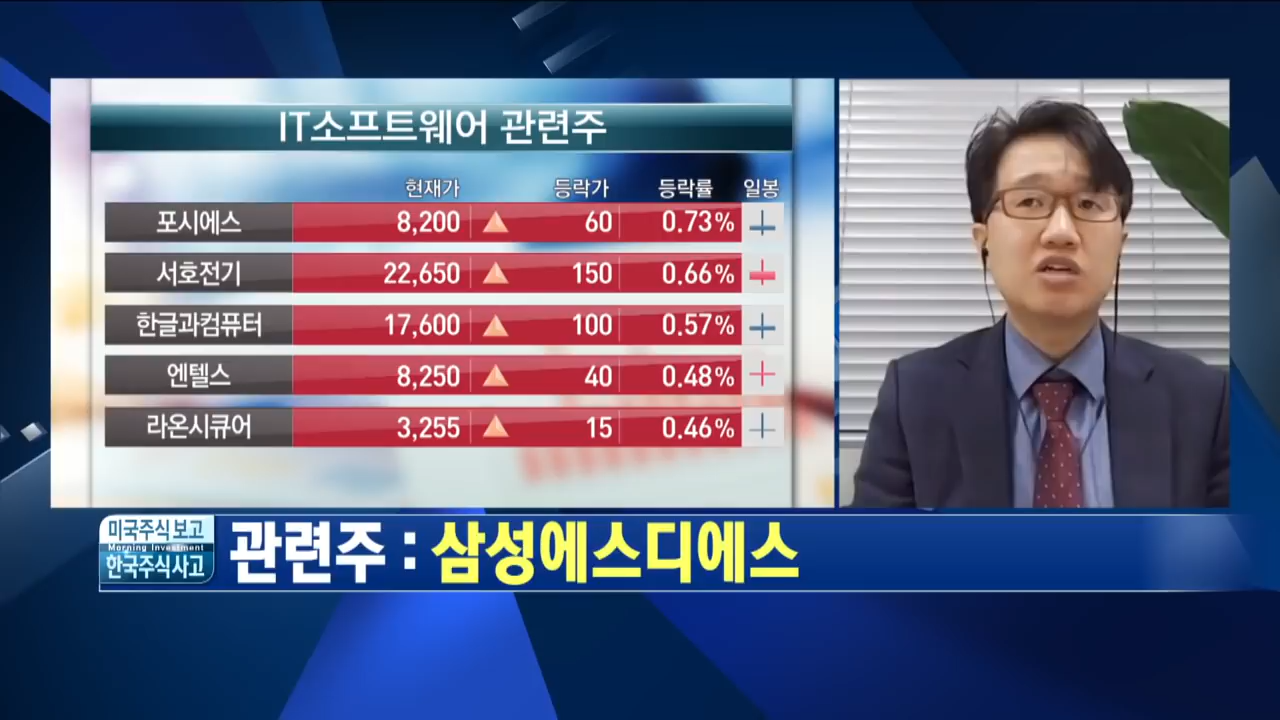 IT소프트웨어 관련주
현재가 등락가 등락률 일봉
포시에스 8,200 ▲ 60 0.73%
서호전기 22,650 ▲ 150 0.66%
한글과컴퓨터 17,600 ▲ 100 0.57%
엔텔스 8,250 ▲ 40 0.48%
라온시큐어 3,255 ▲ 15 0.46%
미국주식 보고
Morning Investment
한국주식 사고
관련주 : 삼성에스디에스